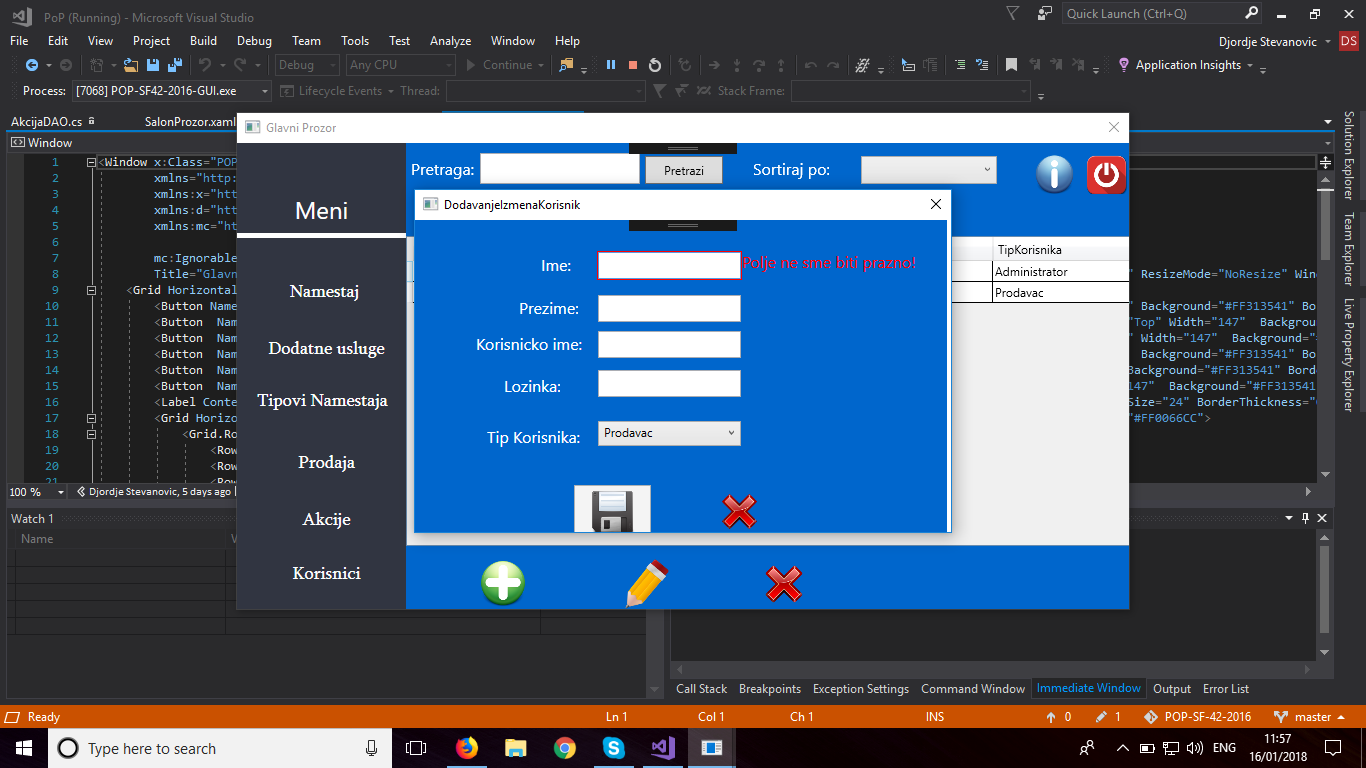 PoP (Running) - Microsoft Visual Studio
Quick Launch (Ctrl+Q)
File Edit View Project Build Debug Team Tools Test Analyze Window Help
Djordje Stevanovic DS
Debug Any CPU Continue Application Insights
Process: [7068] POP-SF42-2016-GUI.exe Lifecycle Events Thread: Stack Frame:
AkcijaDAO.cs SalonProzor.xaml
Window
Glavni Prozor
Meni
Namestaj
Dodatne usluge
Tipovi Namestaja
Prodaja
Akcije
Korisnici
Pretraga: Pretrazi Sortiraj po:
TipKorisnika
Administrator
Prodavac
DodavanjeIzmenaKorisnik
Ime: Polje ne sme biti prazno!
Prezime:
Korisnicko ime:
Lozinka:
Tip Korisnika: Prodavac
1 <Window x:Class="POP
2 xmlns="http:
3 xmlns:x="htt
4 xmlns:d="htt
5 xmlns:mc="ht
6
7 mc:Ignorable
8 Title="Glavn " ResizeMode="NoResize" Win
9 <Grid Horizontal
10 <Button Name Background="#FF313541" Bo
11 <Button Nam "Top" Width="147" Backgrou
12 <Button Nam " Width="147" Background=
13 <Button Nam Background="#FF313541" Bor
14 <Button Nam Background="#FF313541" Borde
15 <Button Nam 147" Background="#FF313541
16 <Label Conte Size="24" BorderThickness="
17 <Grid Horizo "#FF0066CC">
18 <Grid.Ro
19 <Row
20 <Row
21 <Row
100 % Djordje Stevanovic, 5 days ago
Watch 1
Name
Solution Explorer
Team Explorer
Live Property Explorer
Call Stack Breakpoints Exception Settings Command Window Immediate Window Output Error List
Ready Ln 1 Col 1 Ch 1 INS 0 1 POP-SF-42-2016 master
Type here to search ENG
11:57
16/01/2018